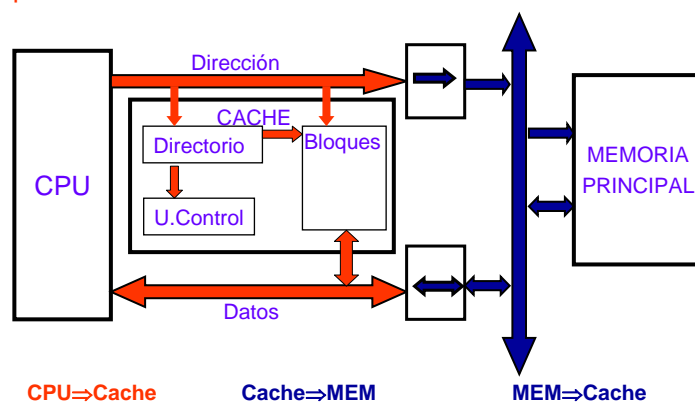 Dirección
CACHE
Directorio
Bloques
CPU
U.Control
MEMORIA
PRINCIPAL
Datos
CPU⇒Cache
Cache⇒MEM
MEM⇒Cache